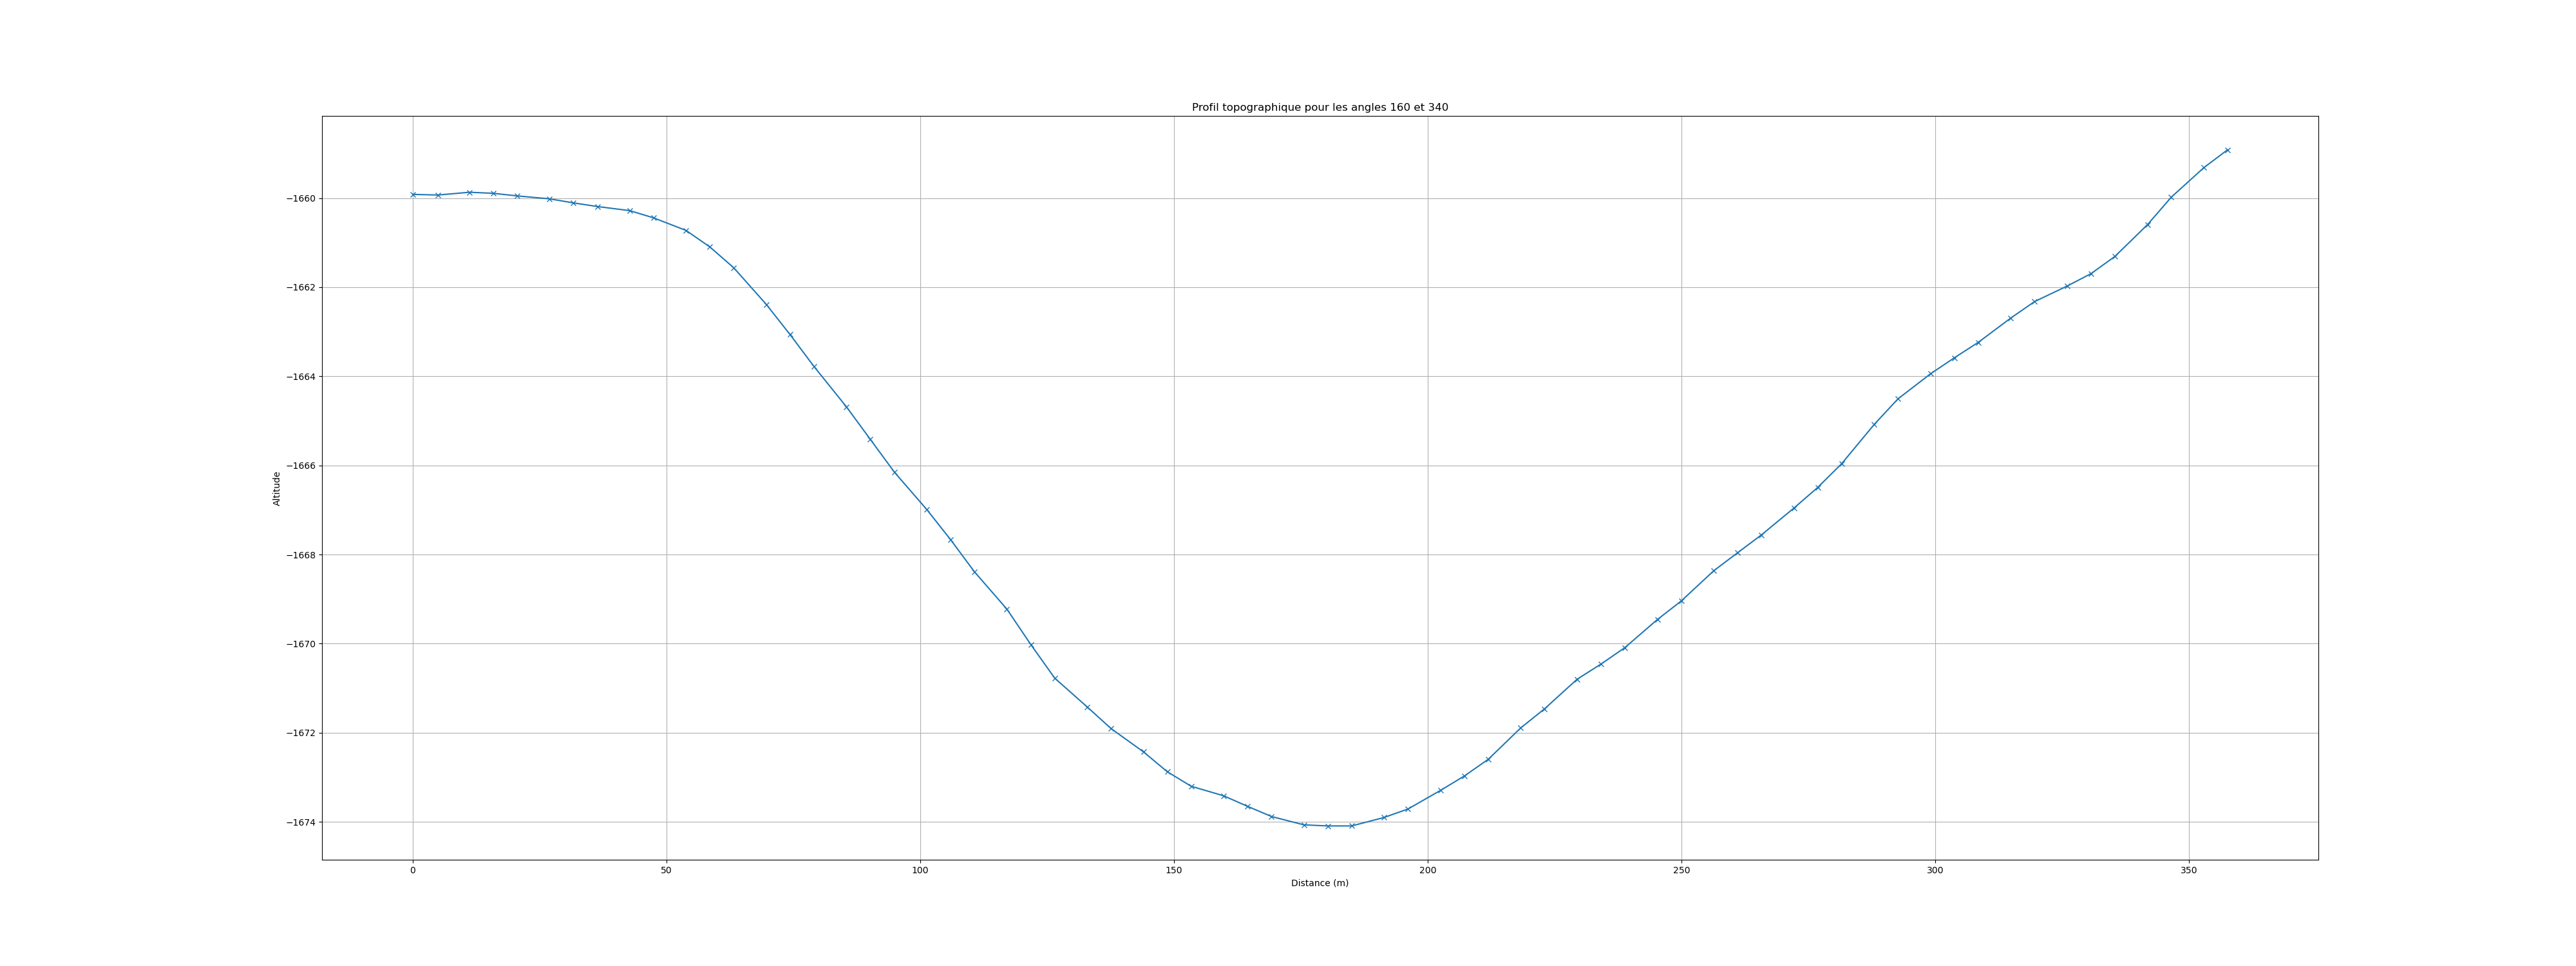 Profil topographique pour les angles 160 et 340
−1660
−1662
−1664
−1666
−1668
−1670
−1672
−1674
Altitude
0 50 100 150 200 250 300 350
Distance (m)